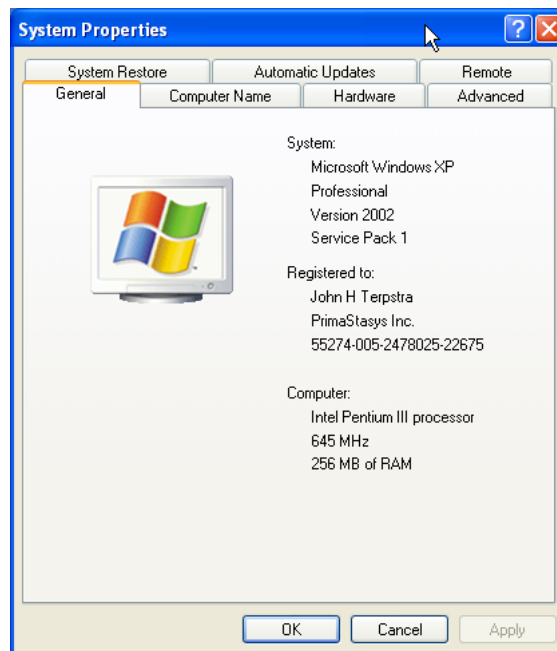 System Properties
System Restore Automatic Updates Remote
General Computer Name Hardware Advanced
System:
Microsoft Windows XP
Professional
Version 2002
Service Pack 1
Registered to:
John H Terpstra
PrimaStasys Inc.
55274-005-2478025-22675
Computer:
Intel Pentium III processor
645 MHz
256 MB of RAM
OK Cancel Apply